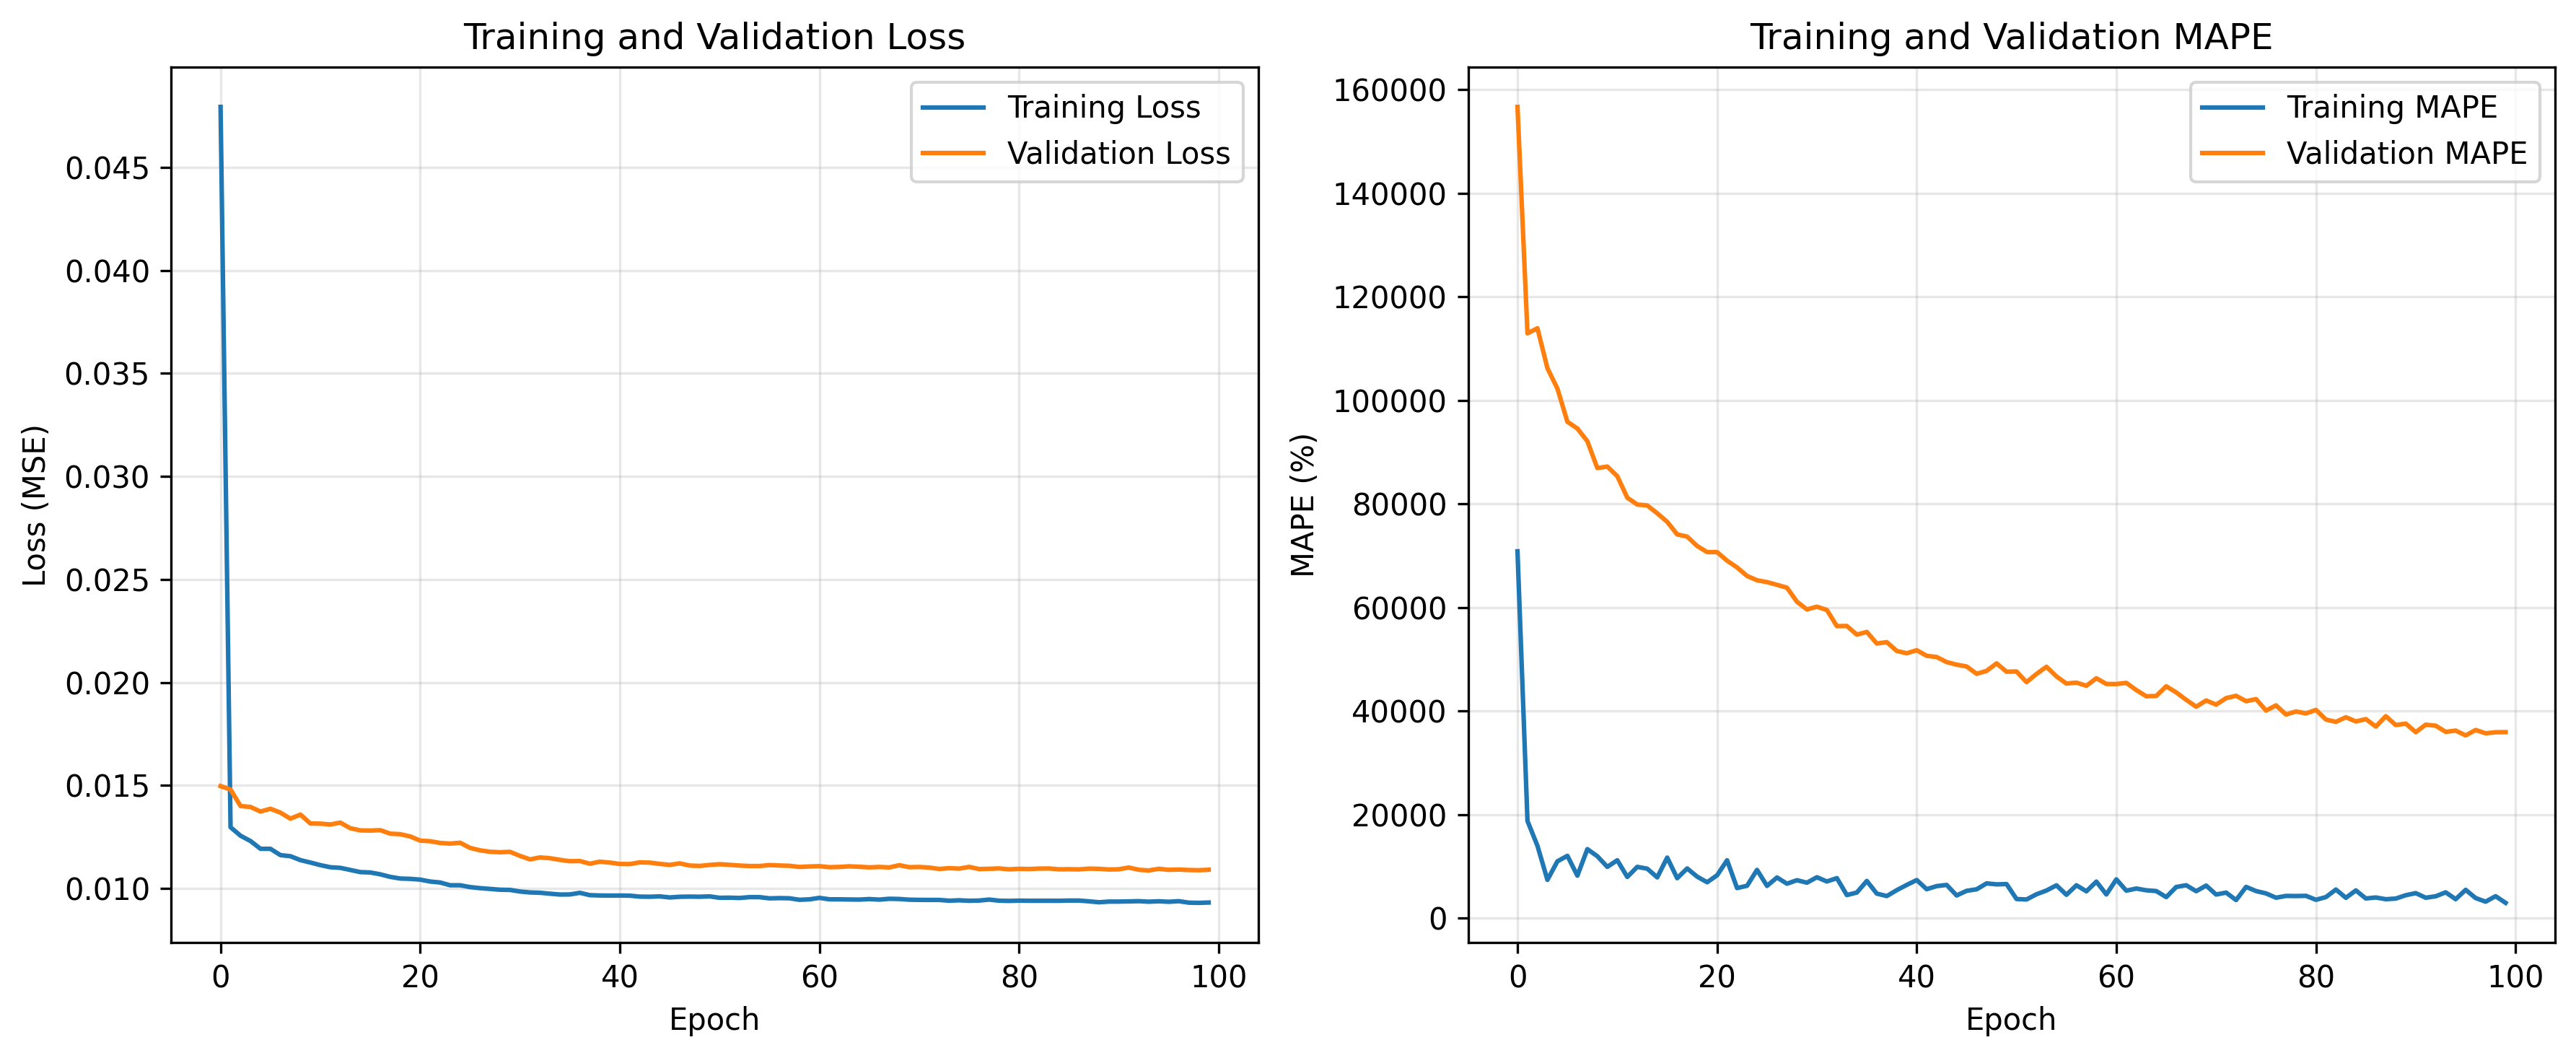 Training and Validation Loss
Training Loss
Validation Loss
0.045
0.040
0.035
0.030
0.025
0.020
0.015
0.010
Loss (MSE)
0 20 40 60 80 100
Epoch
Training and Validation MAPE
Training MAPE
Validation MAPE
160000
140000
120000
100000
80000
60000
40000
20000
0
MAPE (%)
0 20 40 60 80 100
Epoch